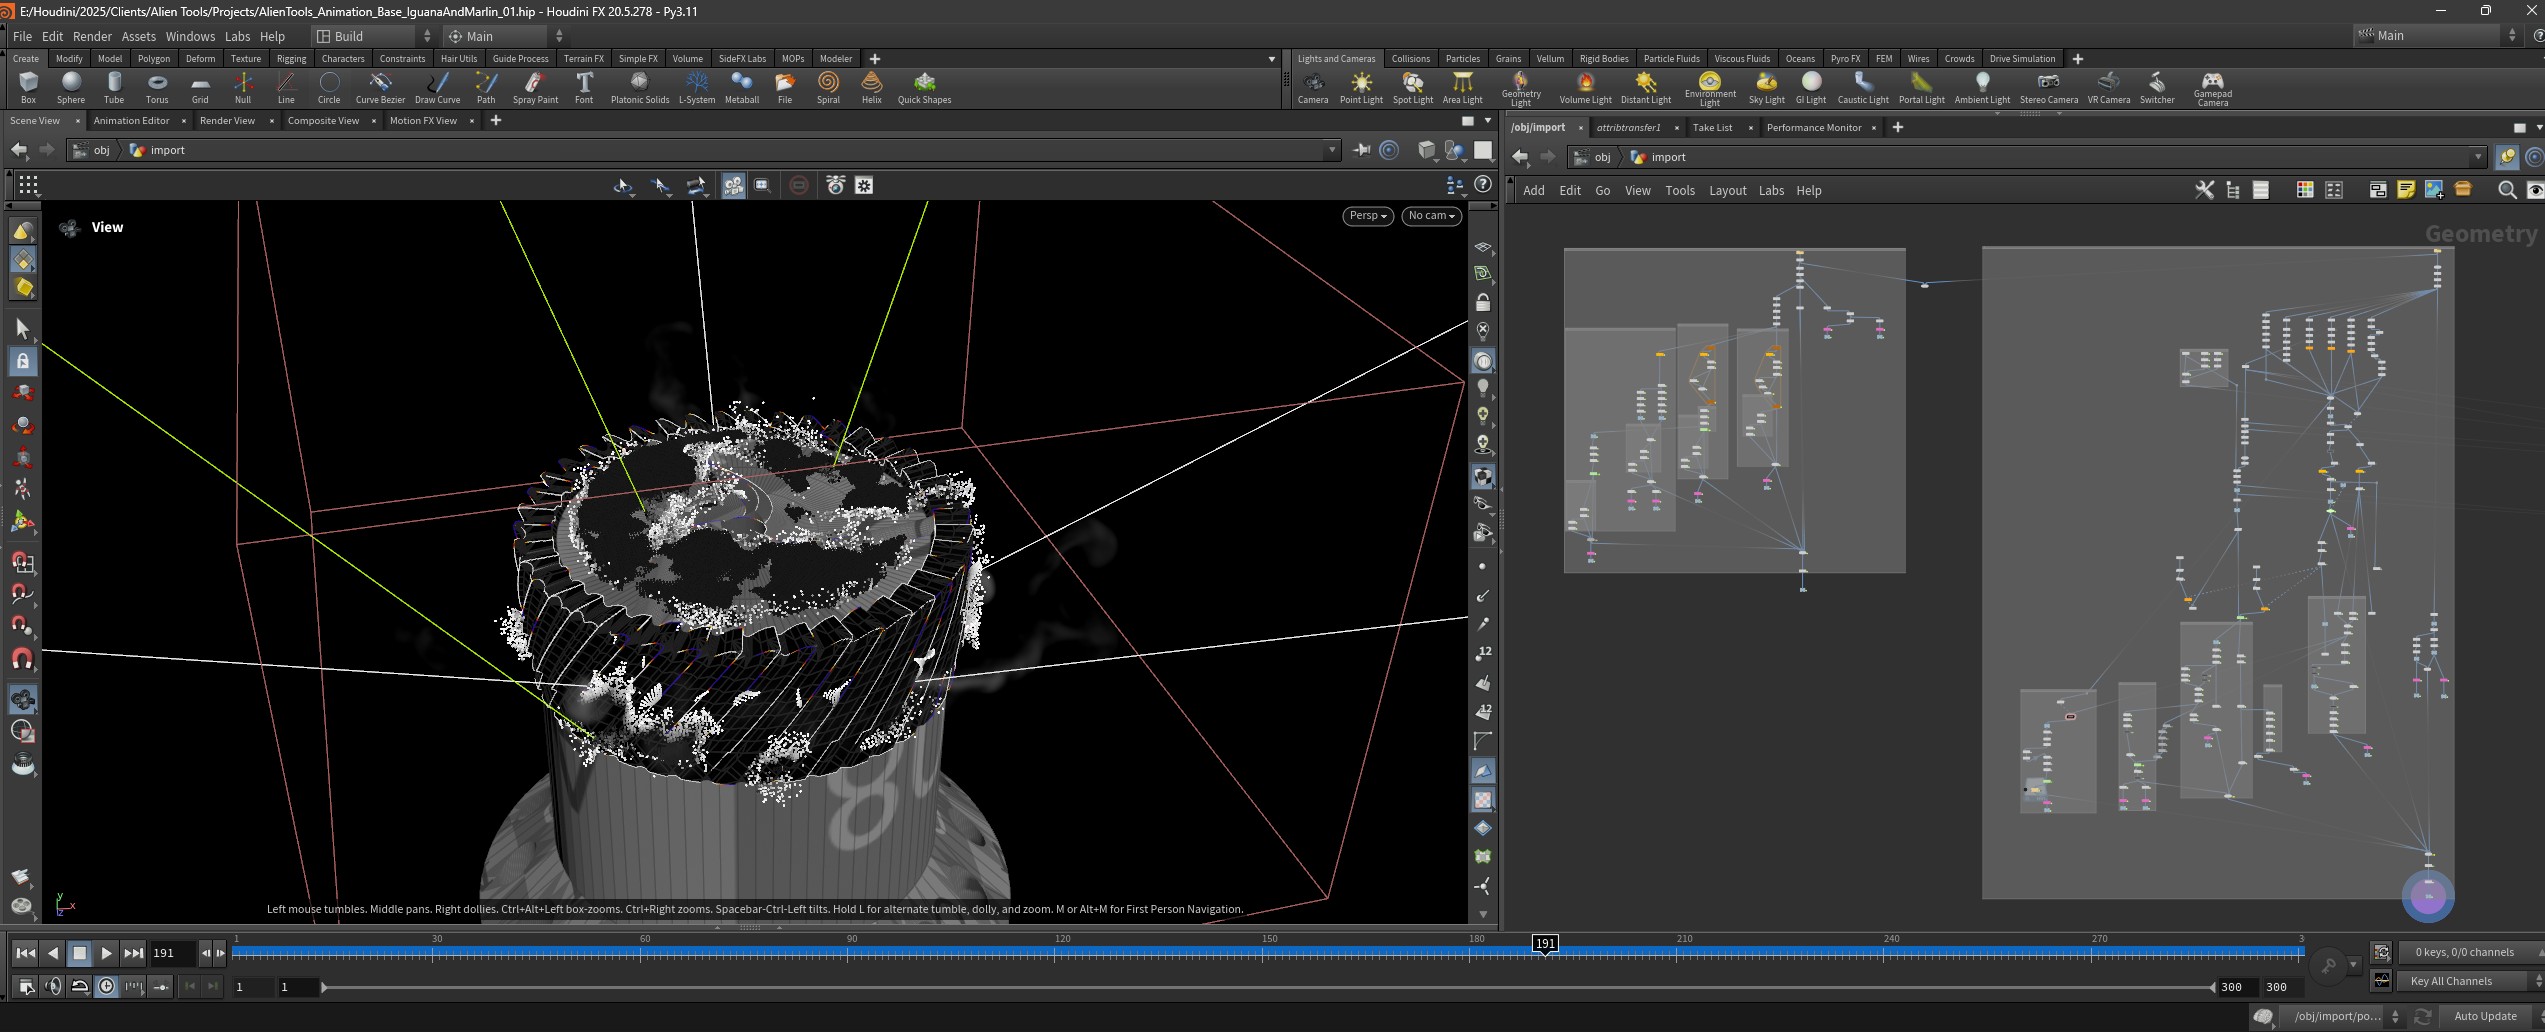 E:/Houdini/2025/Clients/Alien Tools/Projects/AlienTools_Animation_Base_IguanaAndMarlin_01.hip - Houdini FX 20.5.278 - Py3.11
File Edit Render Assets Windows Labs Help Build Main Main
Create Modify Model Polygon Deform Texture Rigging Characters Constraints Hair Utils Guide Process Terrain FX Simple FX Volume SideFX Labs MOPs Modeler
Lights and Cameras Collisions Particles Grains Vellum Rigid Bodies Particle Fluids Viscous Fluids Oceans Pyro FX FEM Wires Crowds Drive Simulation
Box Sphere Tube Torus Grid Null Line Circle Curve Bezier Draw Curve Path Spray Paint Font Platonic Solids L-System Metaball File Spiral Helix Quick Shapes
Camera Point Light Spot Light Area Light Geometry Light Volume Light Distant Light Environment Light Sky Light GI Light Caustic Light Portal Light Ambient Light Stereo Camera VR Camera Switcher Gamepad Camera
Scene View Animation Editor Render View Composite View Motion FX View
/obj/import attribtransfer1 Take List Performance Monitor
obj import
obj import
Add Edit Go View Tools Layout Labs Help
View
Persp No cam
Geometry
12
12
8
y
x
z
Left mouse tumbles. Middle pans. Right dollies. Ctrl+Alt+Left box-zooms. Ctrl+Right zooms. Spacebar-Ctrl-Left tilts. Hold L for alternate tumble, dolly, and zoom. M or Alt+M for First Person Navigation.
191
1 30 60 90 120 150 180 191 210 240 270 3
0 keys, 0/0 channels
1 1 300 300
Key All Channels
/obj/import/po... Auto Update